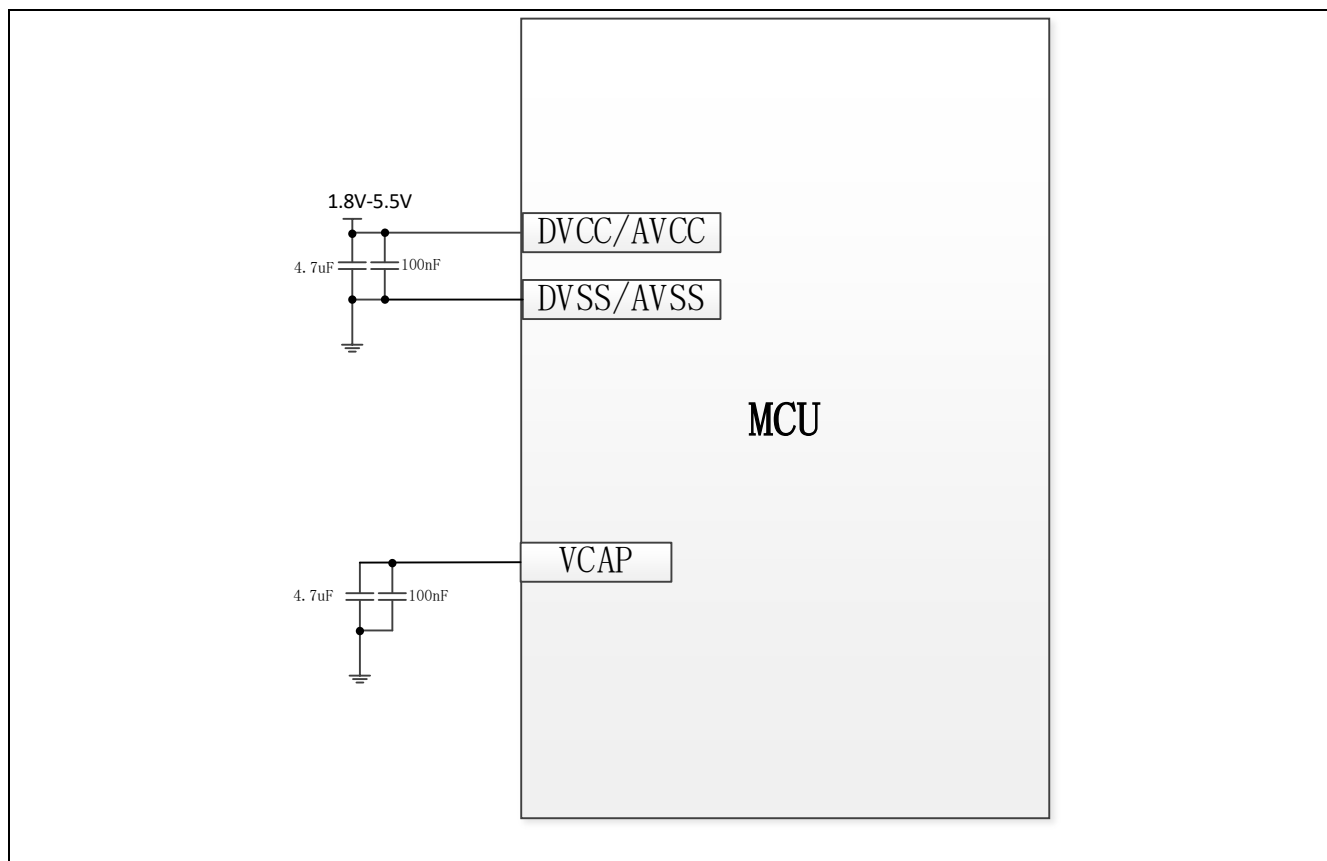 1.8V-5.5V
DVCC/AVCC
4.7uF
100nF
DVSS/AVSS
MCU
VCAP
4.7uF
100nF